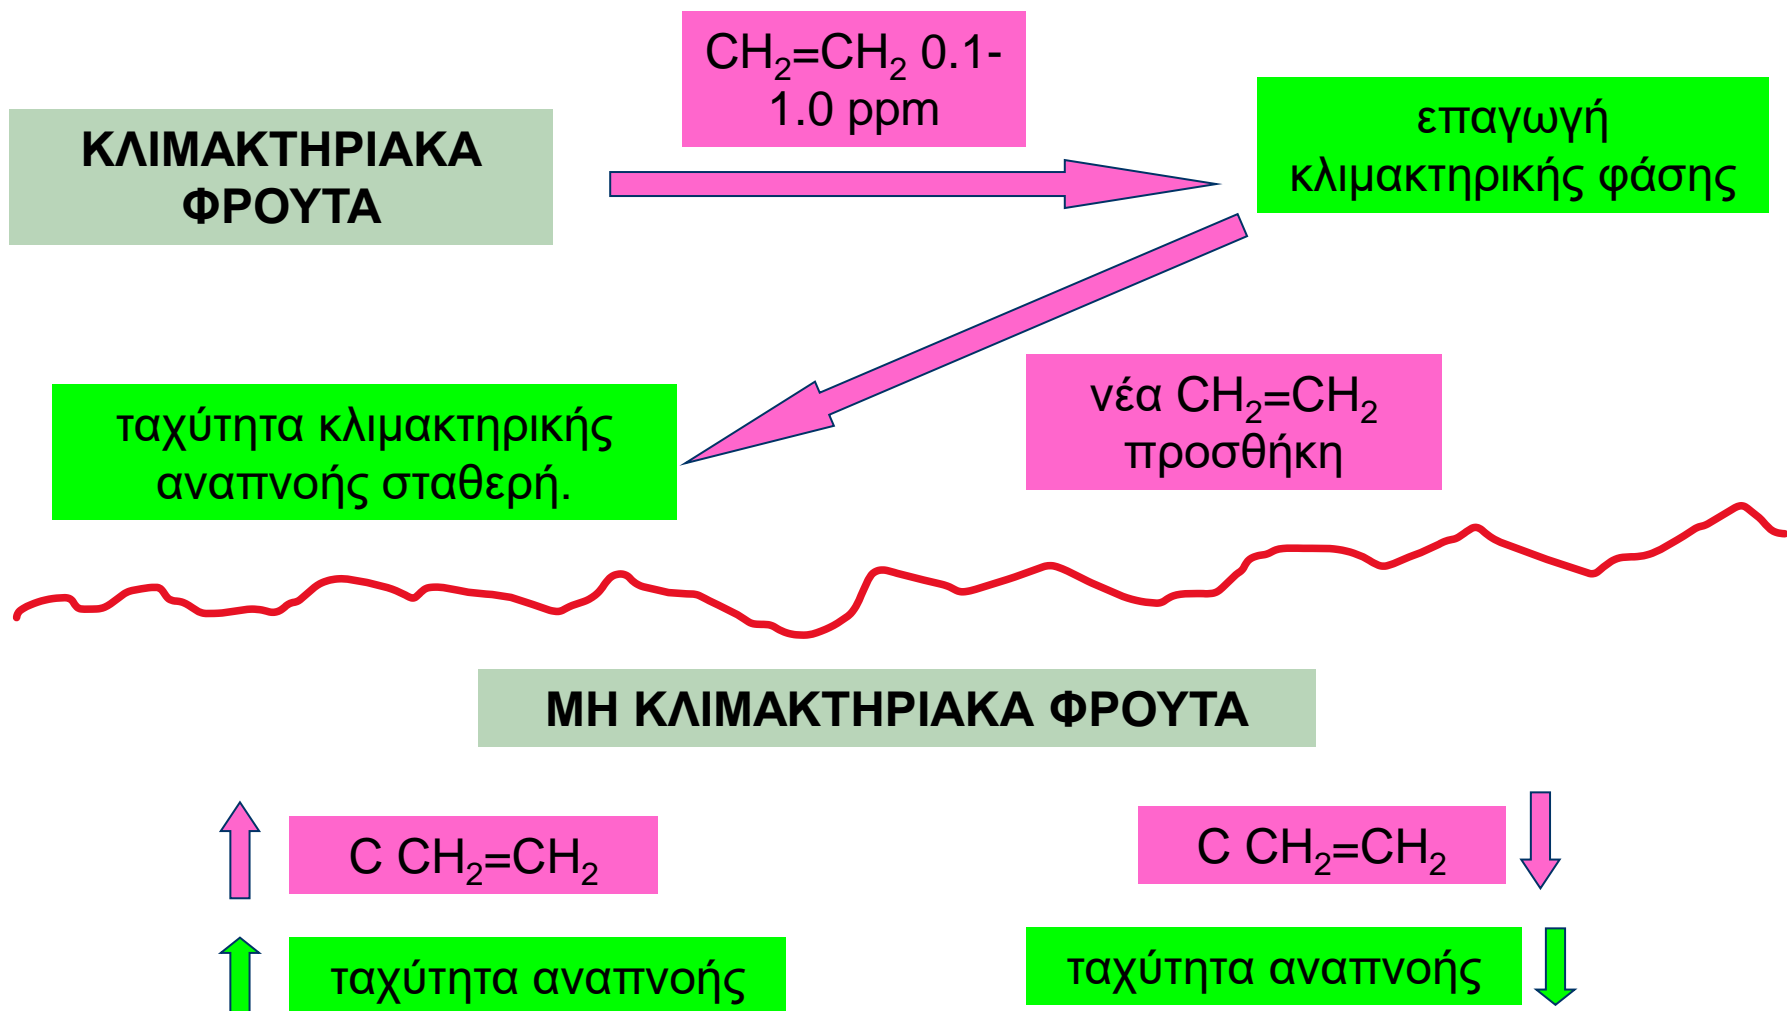 CH₂=CH₂ 0.1-
1.0 ppm
ΚΛΙΜΑΚΤΗΡΙΑΚΑ
ΦΡΟΥΤΑ
επαγωγή
κλιμακτηρικής φάσης
νέα CH₂=CH₂
προσθήκη
ταχύτητα κλιμακτηρικής
αναπνοής σταθερή.
ΜΗ ΚΛΙΜΑΚΤΗΡΙΑΚΑ ΦΡΟΥΤΑ
C CH₂=CH₂
ταχύτητα αναπνοής
C CH₂=CH₂
ταχύτητα αναπνοής